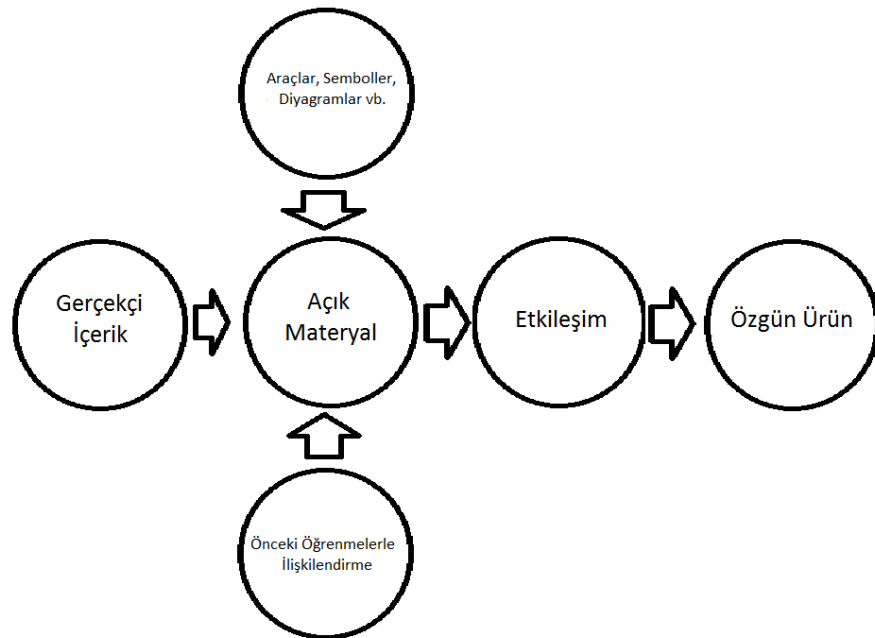 Araçlar, Semboller,
Diyagramlar vb.
Gerçekçi
İçerik
Açık
Materyal
Etkileşim
Özgün Ürün
Önceki Öğrenmelerle
İlişkilendirme